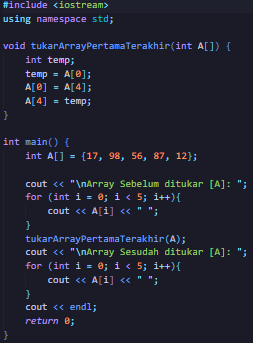 #include <iostream>
using namespace std;

void tukarArrayPertamaTerakhir(int A[]) {
    int temp;
    temp = A[0];
    A[0] = A[4];
    A[4] = temp;
}

int main() {
    int A[] = {17, 98, 56, 87, 12};

    cout << "\nArray Sebelum ditukar [A]: ";
    for (int i = 0; i < 5; i++){
        cout << A[i] << " ";
    }
    tukarArrayPertamaTerakhir(A);
    cout << "\nArray Sesudah ditukar [A]: ";
    for (int i = 0; i < 5; i++){
        cout << A[i] << " ";
    }
    cout << endl;
    return 0;
}